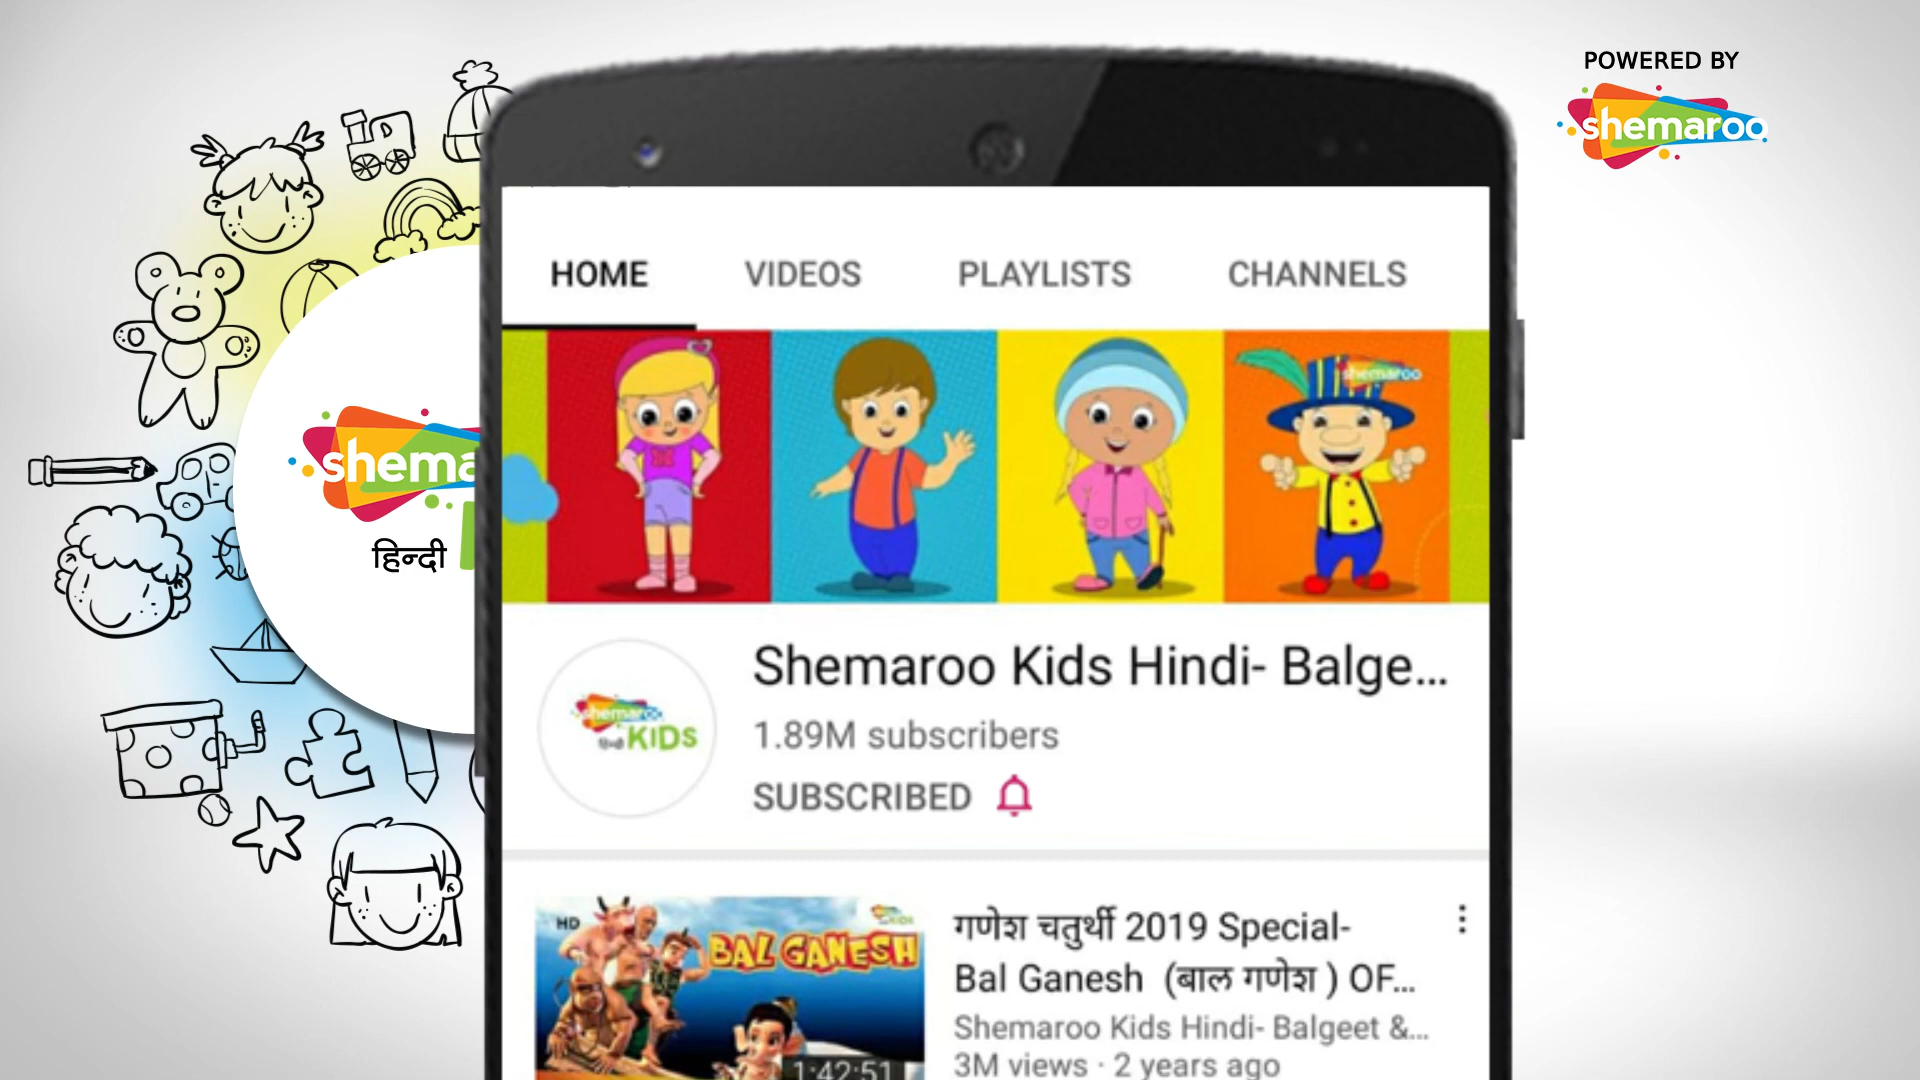 POWERED BY
shemaroo
HOME VIDEOS PLAYLISTS CHANNELS
shemaroo
shema
हिन्दी
Shemaroo Kids Hindi- Balge...
1.89M subscribers
SUBSCRIBED
shemaroo
हिन्दी KIDS
HD
BAL GANESH
1:42:51
गणेश चतुर्थी 2019 Special-
Bal Ganesh (बाल गणेश ) OF...
Shemaroo Kids Hindi- Balgeet &...
3M views · 2 years ago